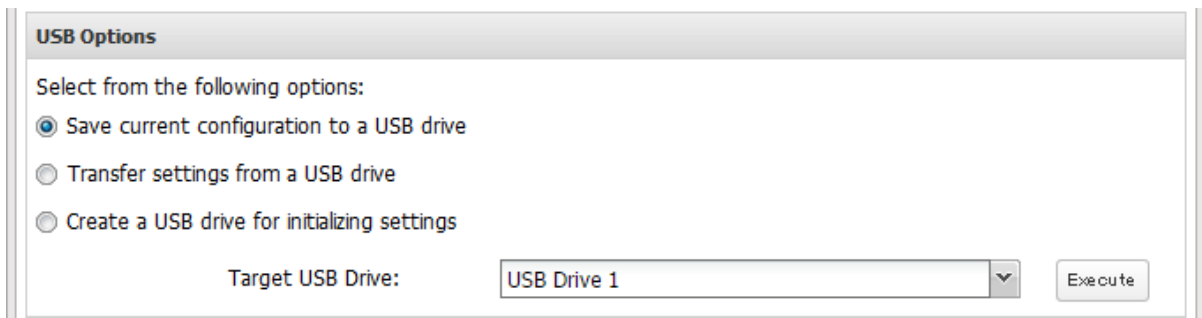 USB Options
Select from the following options:
Save current configuration to a USB drive
Transfer settings from a USB drive
Create a USB drive for initializing settings
Target USB Drive: USB Drive 1 Execute